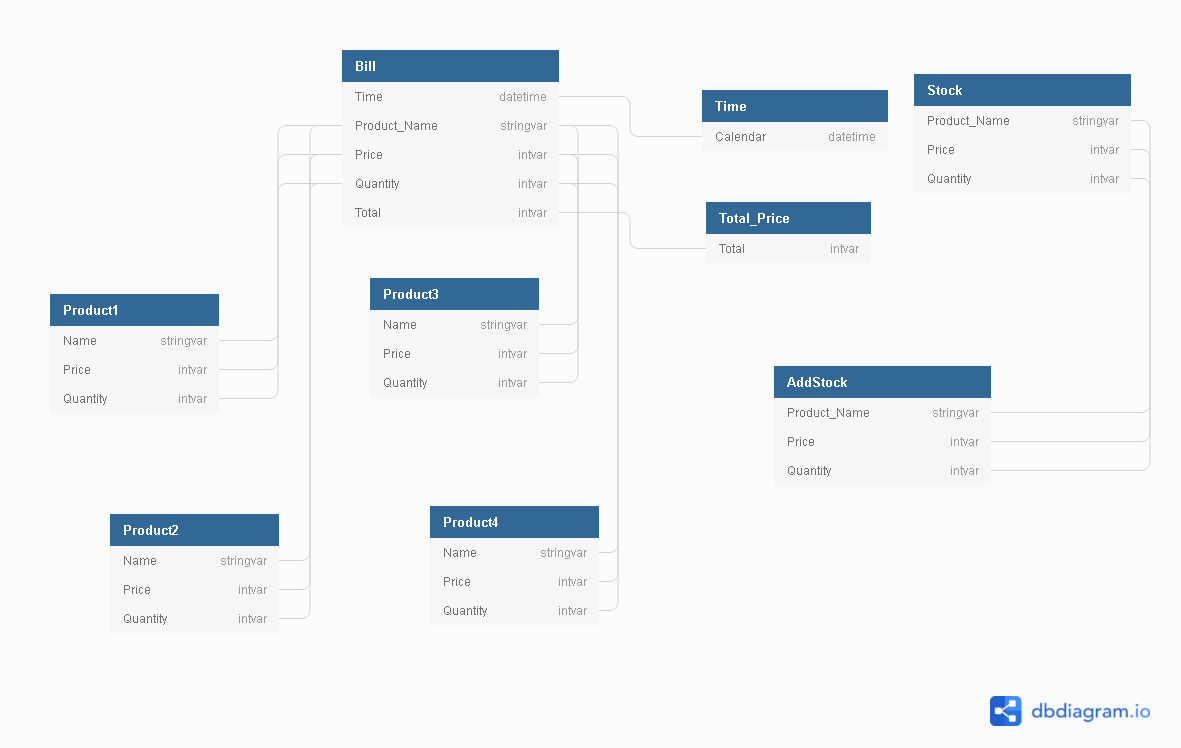 Bill
Time datetime
Product_Name stringvar
Price intvar
Quantity intvar
Total intvar
Time
Calendar datetime
Stock
Product_Name stringvar
Price intvar
Quantity intvar
Total_Price
Total intvar
Product1
Name stringvar
Price intvar
Quantity intvar
Product3
Name stringvar
Price intvar
Quantity intvar
AddStock
Product_Name stringvar
Price intvar
Quantity intvar
Product2
Name stringvar
Price intvar
Quantity intvar
Product4
Name stringvar
Price intvar
Quantity intvar
dbdiagram.io